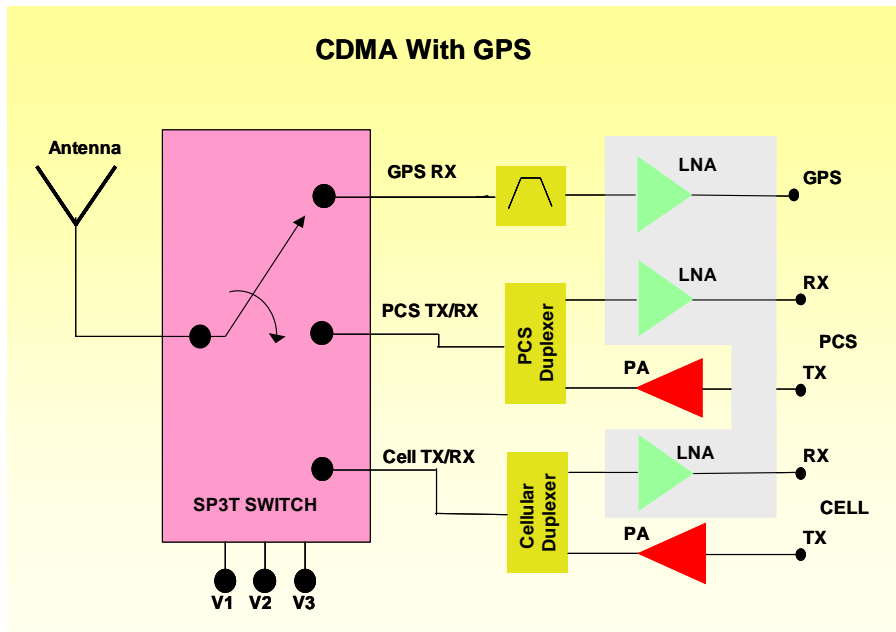 CDMA With GPS
Antenna
GPS RX
LNA
GPS
LNA
RX
PCS TX/RX
PCS
Duplexer
PCS
PA
TX
Cell TX/RX
LNA
RX
SP3T SWITCH
Cellular
Duplexer
CELL
PA
TX
V1 V2 V3